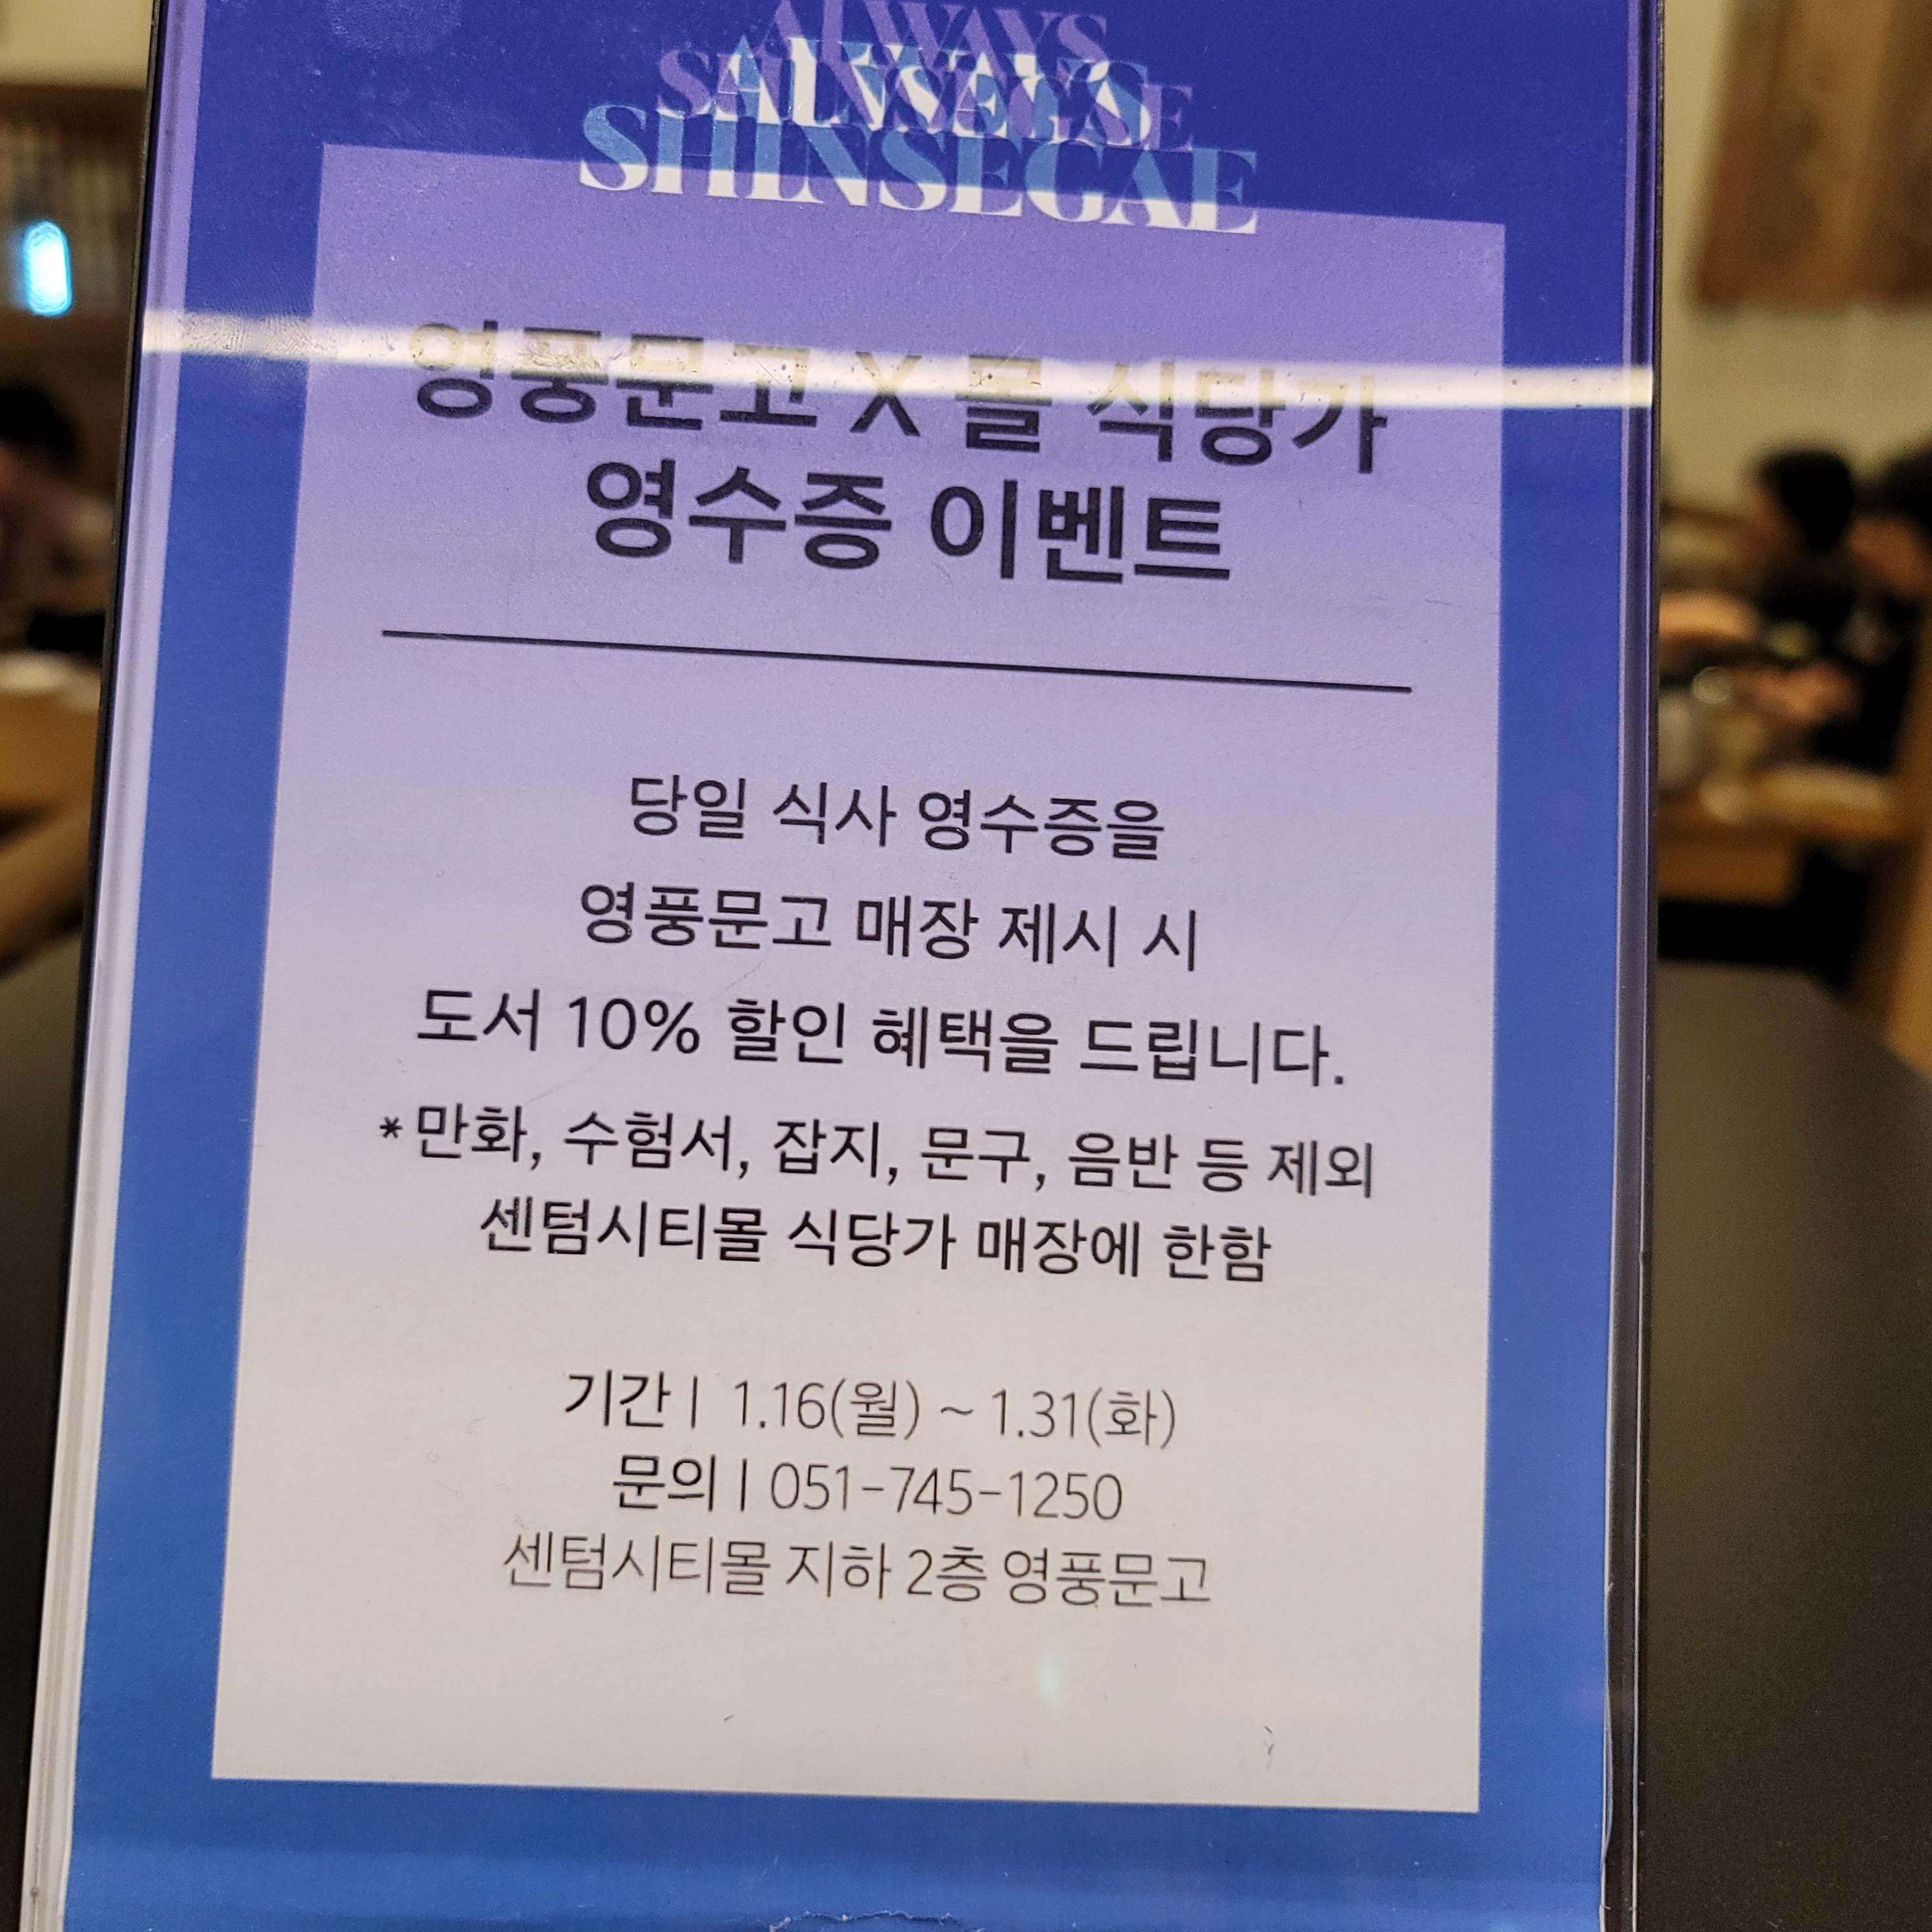 ALWAYS
SHINSEGAE
ALWAYS
SHINSEGAE
영풍문고 X 몰 식당가
영수증 이벤트
당일 식사 영수증을
영풍문고 매장 제시 시
도서 10% 할인 혜택을 드립니다.
*만화, 수험서, 잡지, 문구, 음반 등 제외
센텀시티몰 식당가 매장에 한함
기간 | 1.16(월) ~ 1.31(화)
문의 | 051-745-1250
센텀시티몰 지하 2층 영풍문고